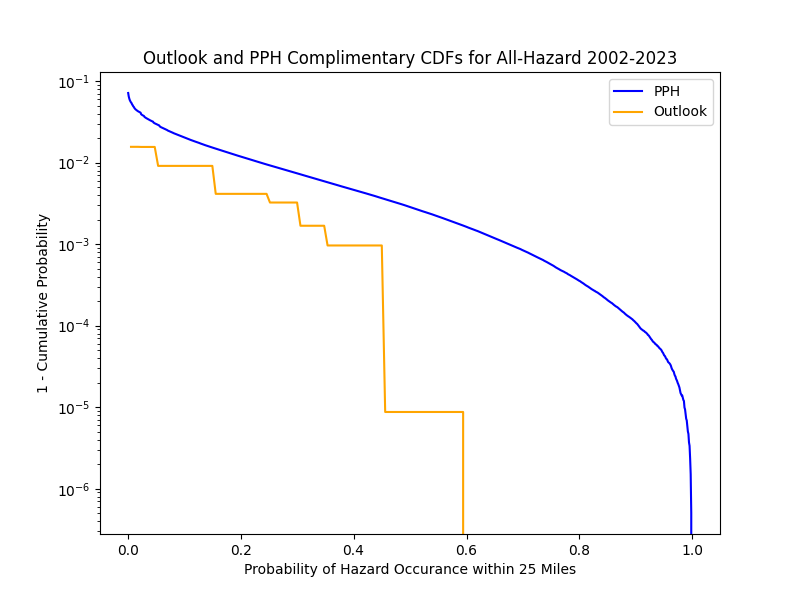 Outlook and PPH Complimentary CDFs for All-Hazard 2002-2023
PPH
Outlook
1 - Cumulative Probability
10⁻¹
10⁻²
10⁻³
10⁻⁴
10⁻⁵
10⁻⁶
0.0 0.2 0.4 0.6 0.8 1.0
Probability of Hazard Occurance within 25 Miles